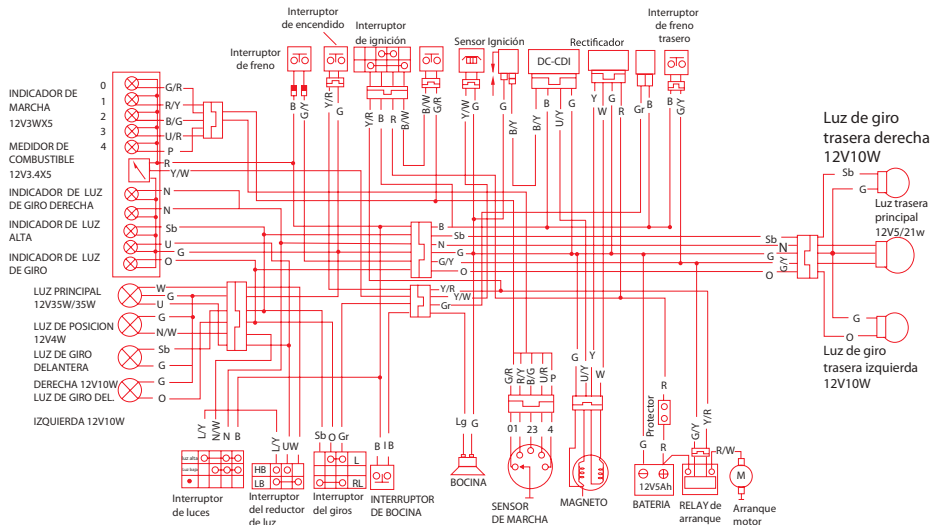 Interruptor
de encendido
Interruptor
de ignición
Interruptor
de freno
Sensor Ignición
DC-CDI
Rectificador
Interruptor
de freno
trasero
INDICADOR DE
MARCHA
12V3WX5
MEDIDOR DE
COMBUSTIBLE
12V3.4X5
INDICADOR DE LUZ
DE GIRO DERECHA
INDICADOR DE LUZ
ALTA
INDICADOR DE LUZ
DE GIRO
0
1
2
3
4
G/R
R/Y
B/G
U/R
P
R
Y/W
N
N
Sb
U
G
O
B
G/Y
Y/R
G
Y/R
B
R
B/W
B/W
G/R
Y/W
G
G
B/Y
B/Y
B
U/Y
G
Y
W
G
R
Gr
B
B
G/Y
LUZ PRINCIPAL
12V35W/35W
LUZ DE POSICION
12V4W
LUZ DE GIRO
DELANTERA
DERECHA 12V10W
LUZ DE GIRO DEL.
IZQUIERDA 12V10W
W
G
U
G
N/W
Sb
G
G
O
B
Sb
N
G
G/Y
O
Y/R
Y/W
Gr
Sb
N
G
G/Y
O
Luz de giro
trasera derecha
12V10W
Sb
G
Luz trasera
principal
12V5/21w
G
O
Luz de giro
trasera izquierda
12V10W
L/Y
N/W
N
B
luz alta
luz baja
Interruptor
de luces
L/Y
U
W
HB
LB
Interruptor
del reductor
de luz
Sb
O
Gr
L
RL
Interruptor
del giros
B
I B
INTERRUPTOR
DE BOCINA
Lg
G
BOCINA
G/R
R/Y
B/G
U/R
P
01
23
4
SENSOR
DE MARCHA
G
U/Y
Y
W
MAGNETO
G
R
Protector
R
12V5Ah
BATERIA
G/Y
Y/R
R/W
RELAY de
arranque
M
Arranque
motor